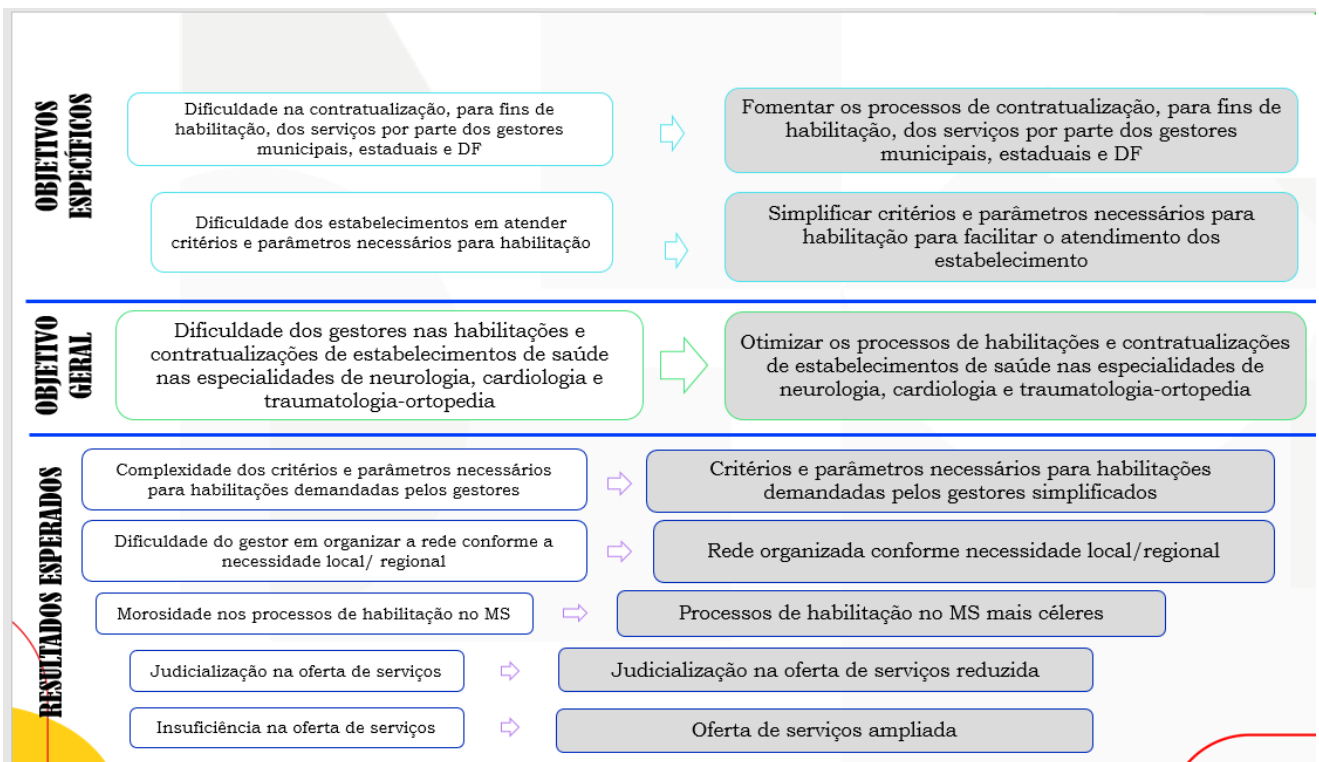 OBJETIVOS
ESPECÍFICOS
Dificuldade na contratualização, para fins de
habilitação, dos serviços por parte dos gestores
municipais, estaduais e DF
Fomentar os processos de contratualização, para fins de
habilitação, dos serviços por parte dos gestores
municipais, estaduais e DF
Dificuldade dos estabelecimentos em atender
critérios e parâmetros necessários para habilitação
Simplificar critérios e parâmetros necessários para
habilitação para facilitar o atendimento dos
estabelecimento
OBJETIVO
GERAL
Dificuldade dos gestores nas habilitações e
contratualizações de estabelecimentos de saúde
nas especialidades de neurologia, cardiologia e
traumatologia-ortopedia
Otimizar os processos de habilitações e contratualizações
de estabelecimentos de saúde nas especialidades de
neurologia, cardiologia e traumatologia-ortopedia
RESULTADOS ESPERADOS
Complexidade dos critérios e parâmetros necessários
para habilitações demandadas pelos gestores
Critérios e parâmetros necessários para habilitações
demandadas pelos gestores simplificados
Dificuldade do gestor em organizar a rede conforme a
necessidade local/ regional
Rede organizada conforme necessidade local/regional
Morosidade nos processos de habilitação no MS
Processos de habilitação no MS mais céleres
Judicialização na oferta de serviços
Judicialização na oferta de serviços reduzida
Insuficiência na oferta de serviços
Oferta de serviços ampliada